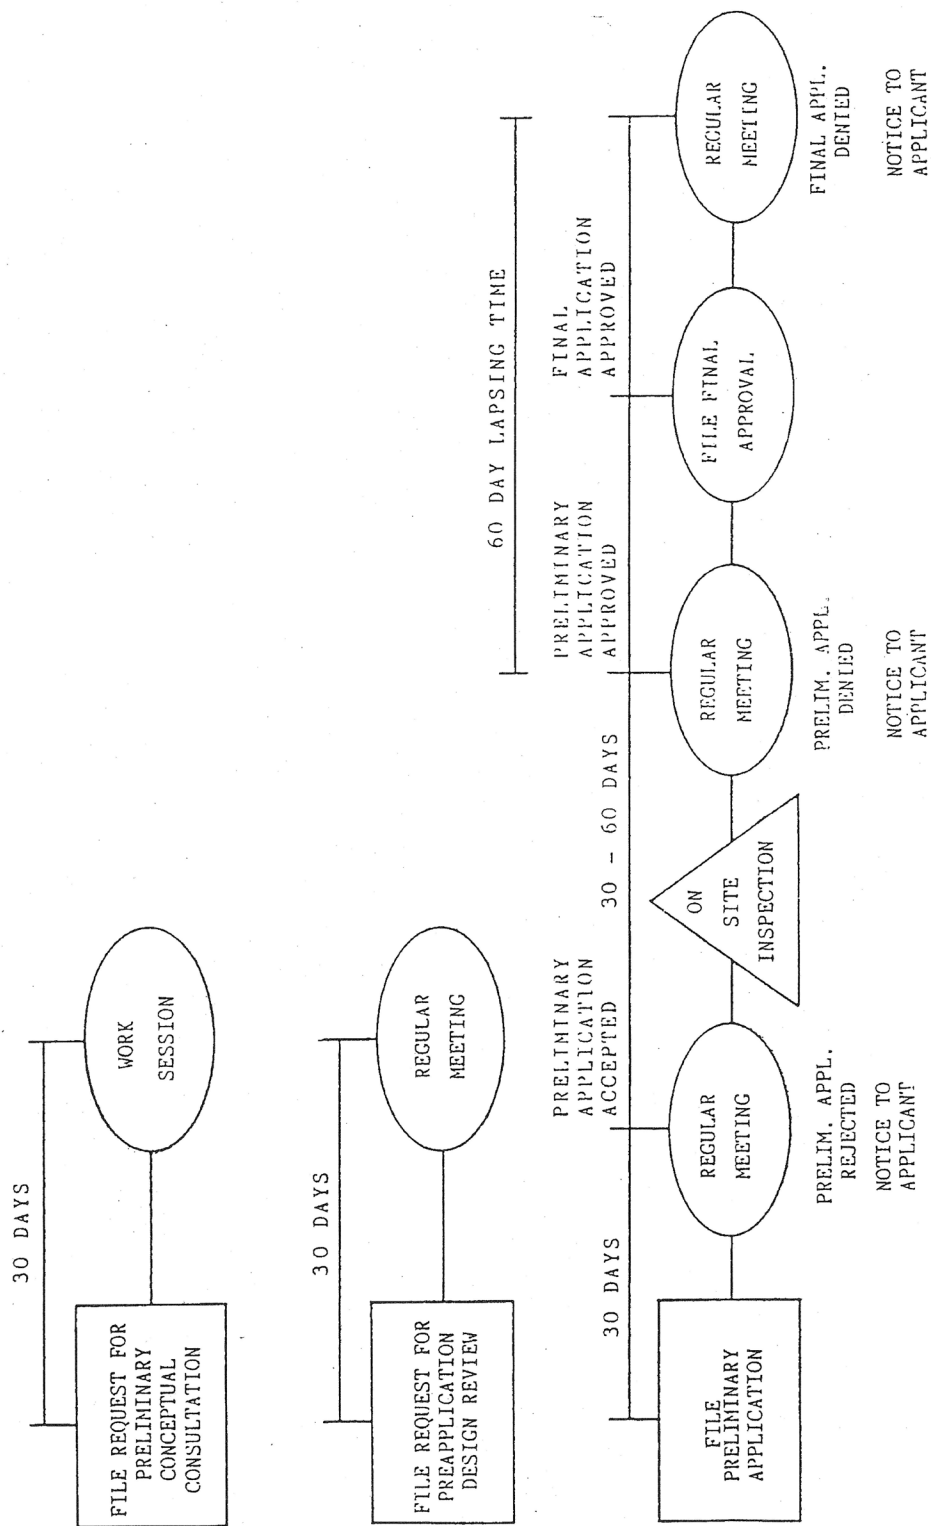 30 DAYS
FILE REQUEST FOR
PRELIMINARY
CONCEPTUAL
CONSULTATION
WORK
SESSION
30 DAYS
FILE REQUEST FOR
PREAPPLICATION
DESIGN REVIEW
REGULAR
MEETING
60 DAY LAPSING TIME
30 DAYS
PRELIMINARY
APPLICATION
ACCEPTED
30 - 60 DAYS
PRELIMINARY
APPLICATION
APPROVED
FINAL
APPLICATION
APPROVED
FILE
PRELIMINARY
APPLICATION
REGULAR
MEETING
ON
SITE
INSPECTION
REGULAR
MEETING
FILE FINAL
APPROVAL
REGULAR
MEETING
PRELIM. APPL.
REJECTED
NOTICE TO
APPLICANT
PRELIM. APPL.
DENIED
NOTICE TO
APPLICANT
FINAL APPL.
DENIED
NOTICE TO
APPLICANT